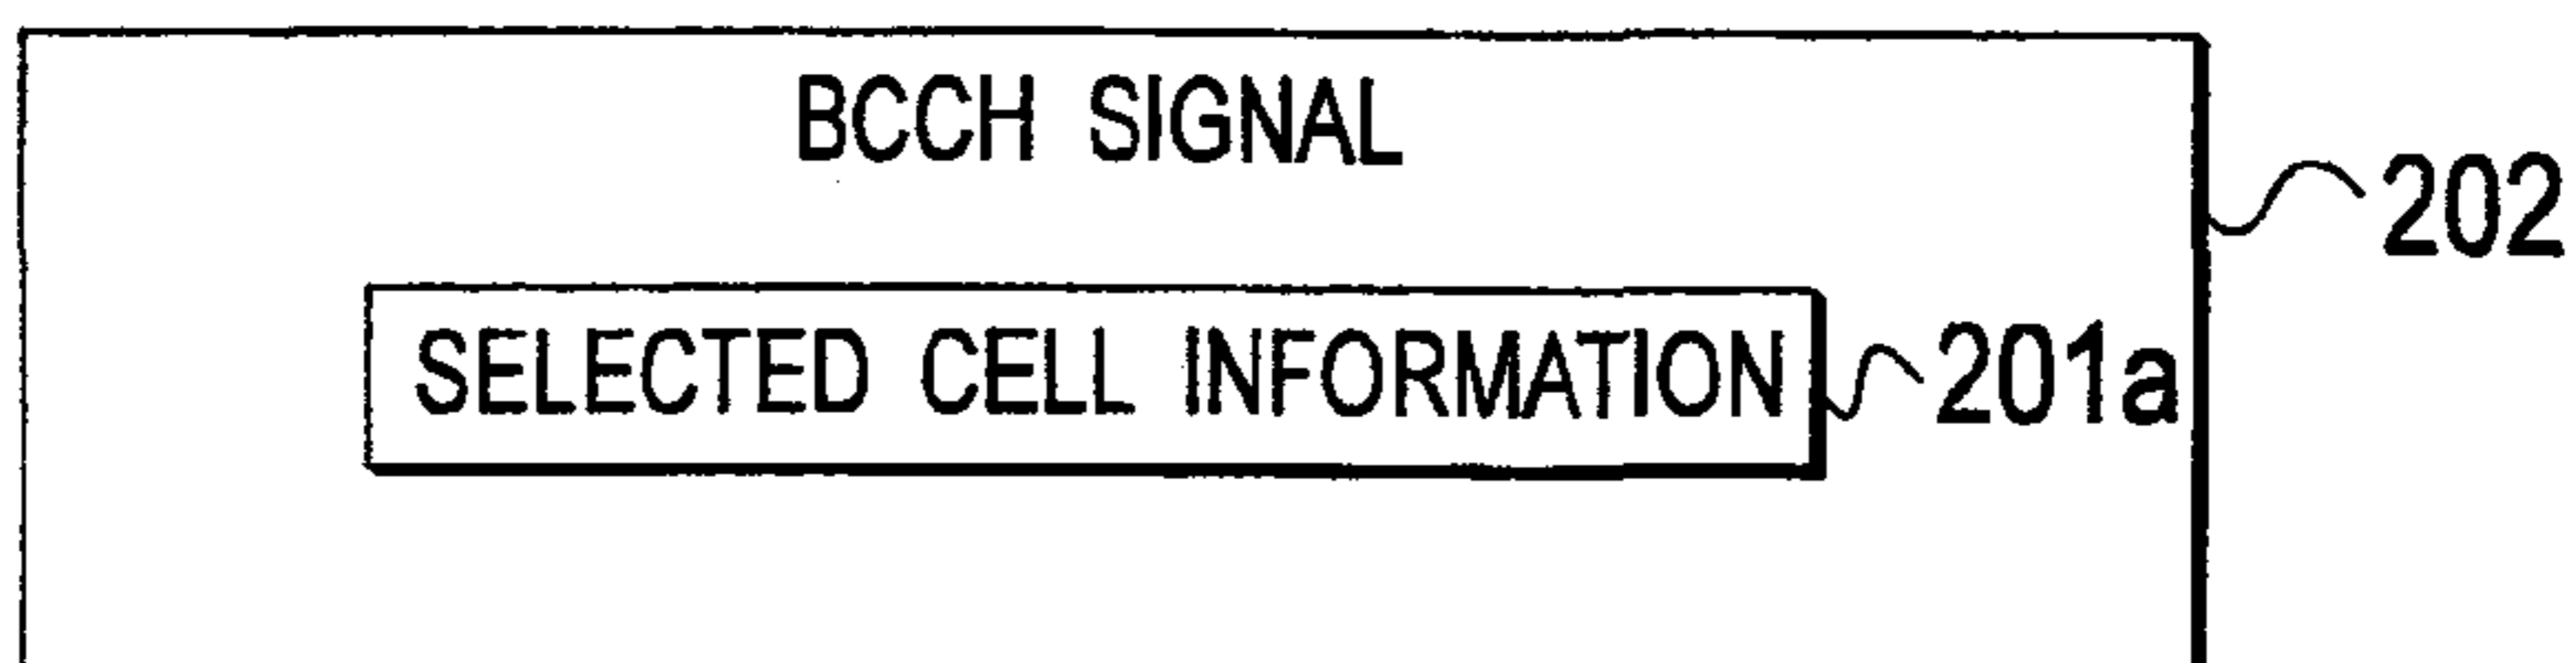 BCCH SIGNAL
202
SELECTED CELL INFORMATION
201a